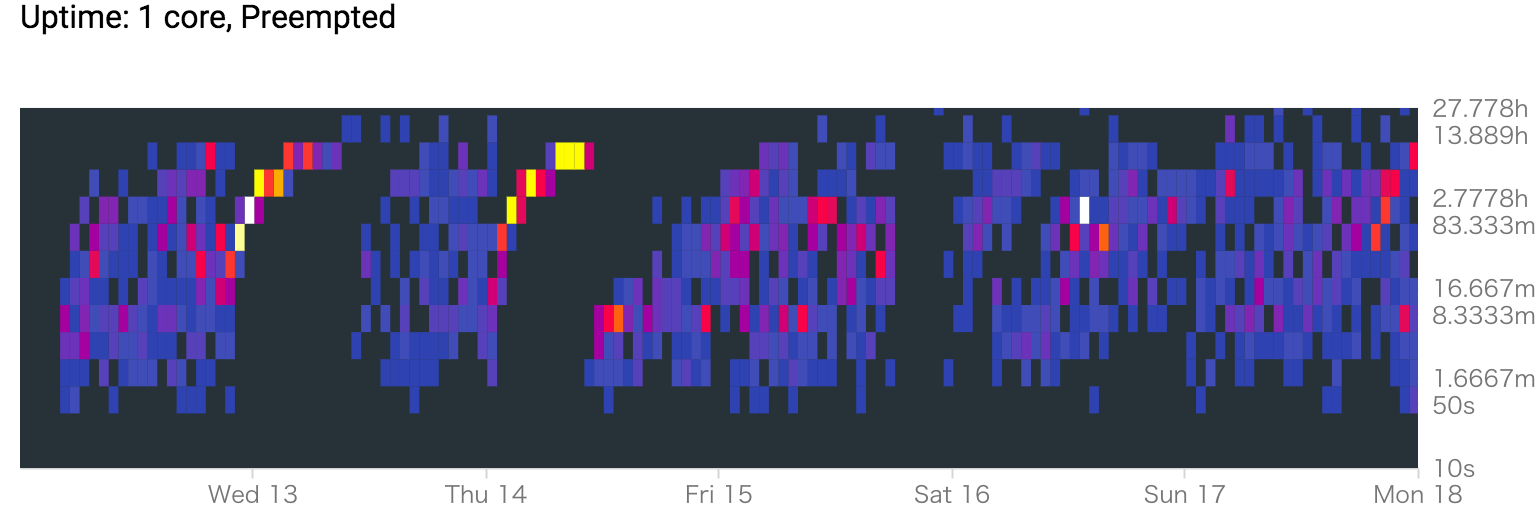 Uptime: 1 core, Preempted
27.778h
13.889h
2.7778h
83.333m
16.667m
8.3333m
1.6667m
50s
10s
Wed 13 Thu 14 Fri 15 Sat 16 Sun 17 Mon 18